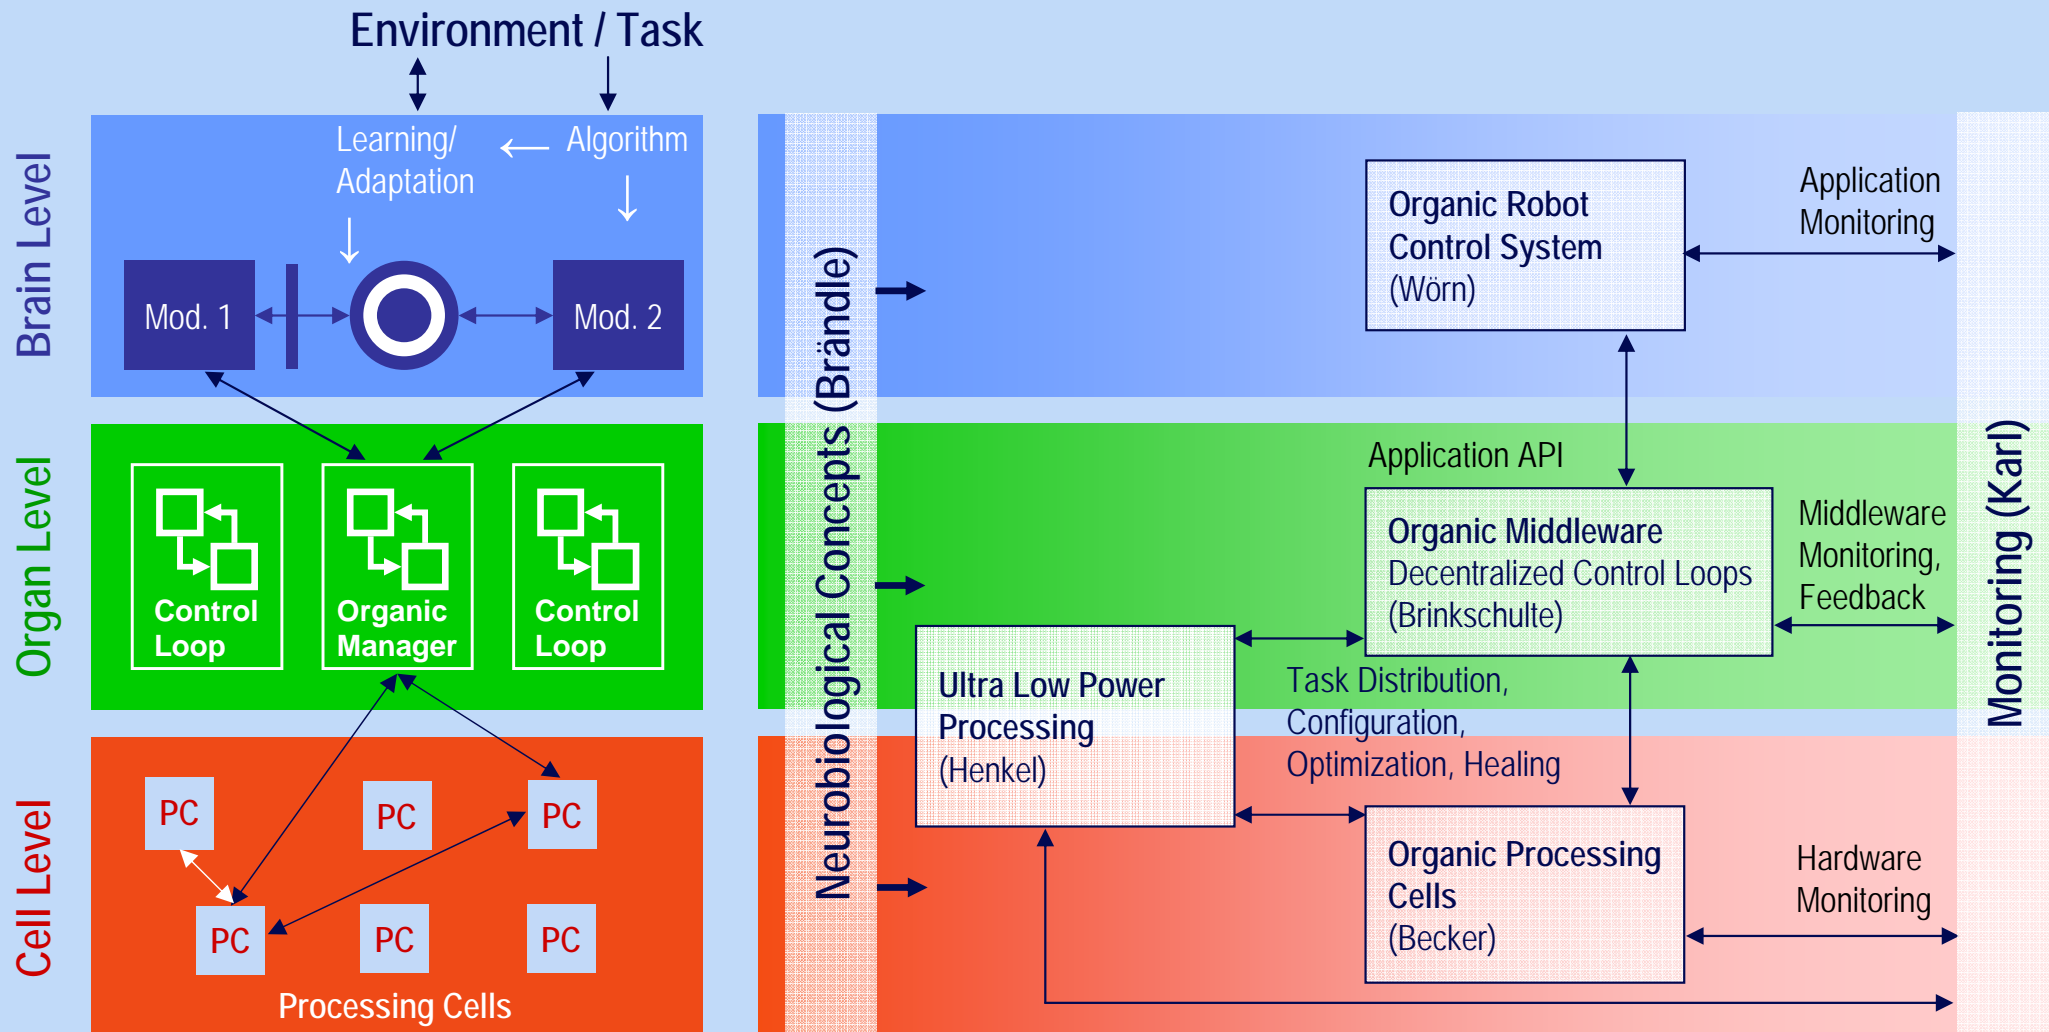 Environment / Task
Brain Level
Learning/
Adaptation
Algorithm
Mod. 1
Mod. 2
Organ Level
Control
Loop
Organic
Manager
Control
Loop
Cell Level
PC
PC
PC
PC
PC
PC
Processing Cells
Neurobiological Concepts (Brändle)
Organic Robot
Control System
(Wörn)
Application
Monitoring
Application API
Organic Middleware
Decentralized Control Loops
(Brinkschulte)
Middleware
Monitoring,
Feedback
Ultra Low Power
Processing
(Henkel)
Task Distribution,
Configuration,
Optimization, Healing
Organic Processing
Cells
(Becker)
Hardware
Monitoring
Monitoring (Karl)